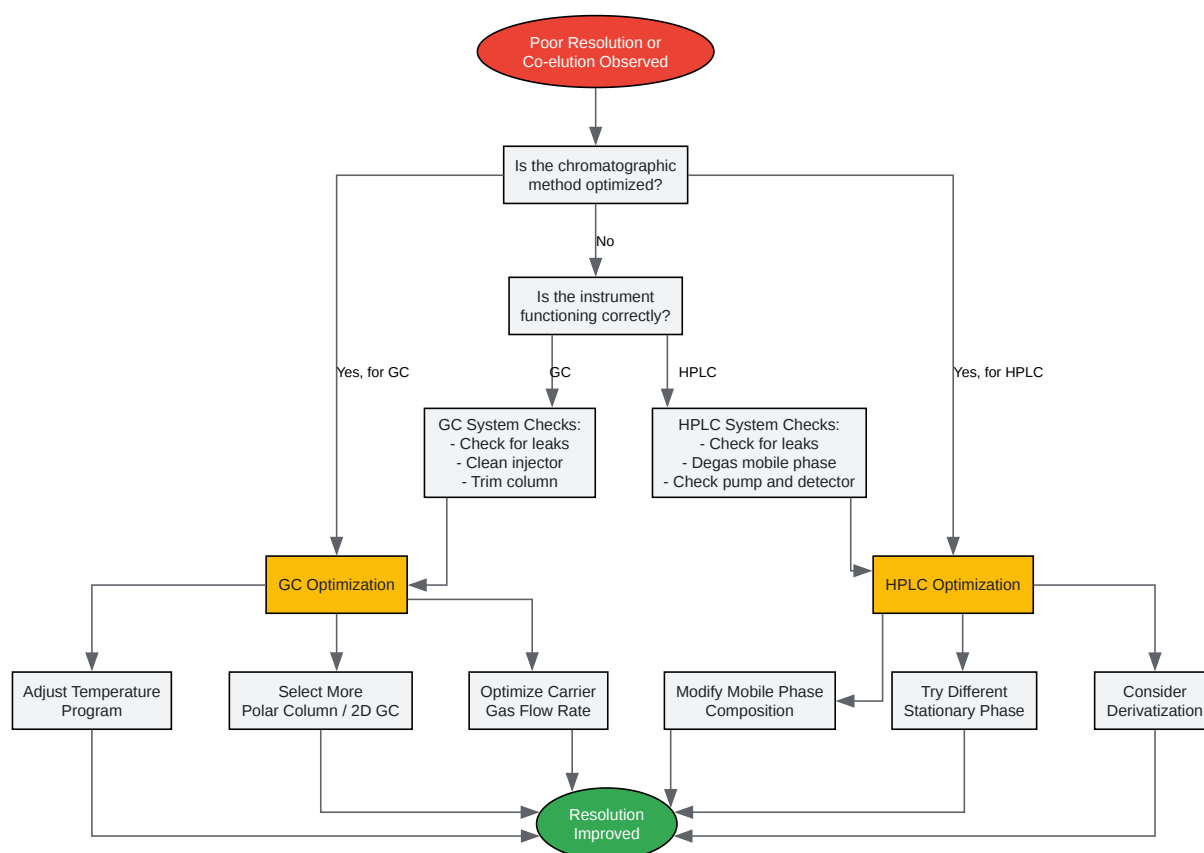 Poor Resolution or
Co-elution Observed
Is the chromatographic
method optimized?
No
Is the instrument
functioning correctly?
Yes, for GC
GC
HPLC
Yes, for HPLC
GC System Checks:
- Check for leaks
- Clean injector
- Trim column
HPLC System Checks:
- Check for leaks
- Degas mobile phase
- Check pump and detector
GC Optimization
HPLC Optimization
Adjust Temperature
Program
Select More
Polar Column / 2D GC
Optimize Carrier
Gas Flow Rate
Modify Mobile Phase
Composition
Try Different
Stationary Phase
Consider
Derivatization
Resolution
Improved